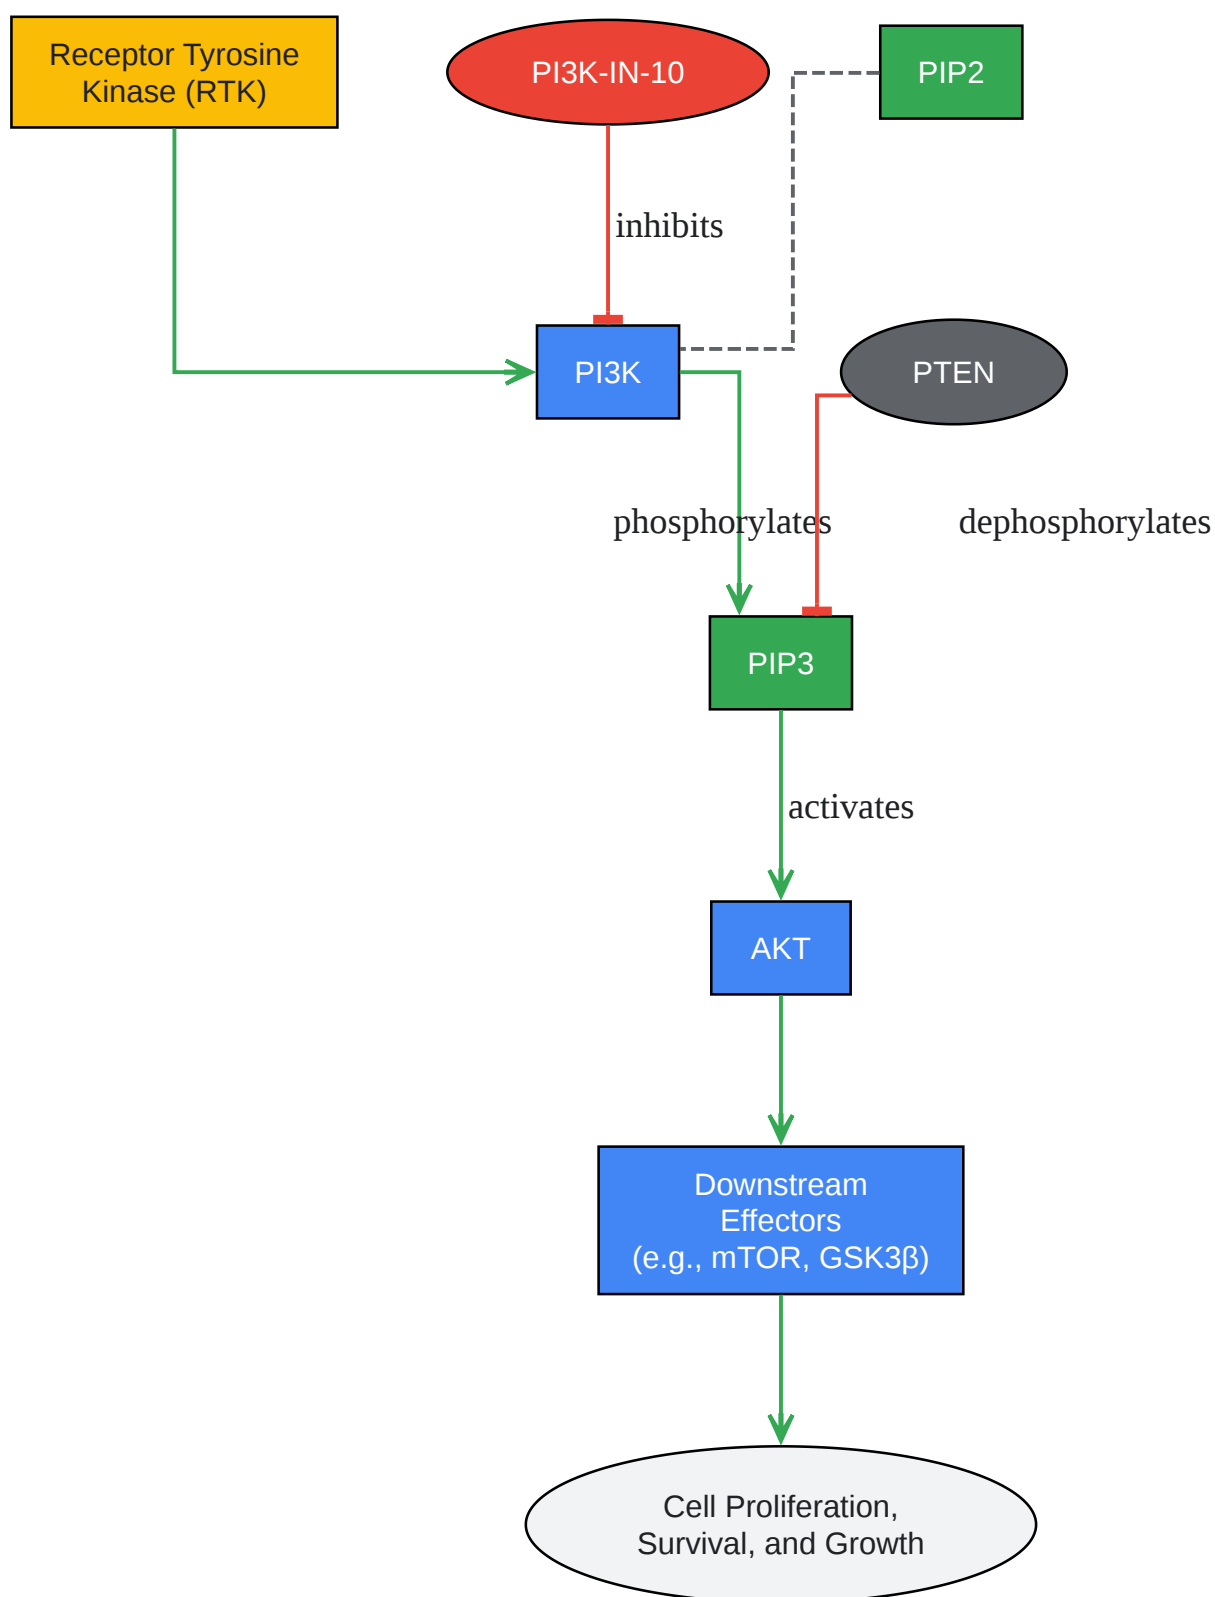 Receptor Tyrosine
Kinase (RTK)
PI3K-IN-10
PIP2
inhibits
PI3K
PTEN
phosphorylates
dephosphorylates
PIP3
activates
AKT
Downstream
Effectors
(e.g., mTOR, GSK3β)
Cell Proliferation,
Survival, and Growth